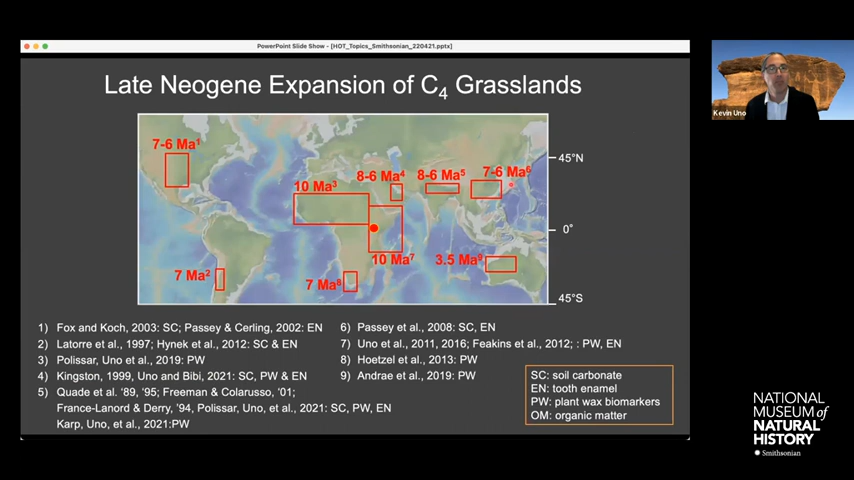 PowerPoint Slide Show - [HOT_Topics_Smithsonian_220421.pptx]
Late Neogene Expansion of C₄ Grasslands
7-6 Ma¹
10 Ma³
8-6 Ma⁴
8-6 Ma⁵
7-6 Ma⁶
45°N
0°
7 Ma²
7 Ma⁸
10 Ma⁷
3.5 Ma⁹
45°S
1) Fox and Koch, 2003: SC; Passey & Cerling, 2002: EN
2) Latorre et al., 1997; Hynek et al., 2012: SC & EN
3) Polissar, Uno et al., 2019: PW
4) Kingston, 1999, Uno and Bibi, 2021: SC, PW & EN
5) Quade et al. '89, '95; Freeman & Colarusso, '01;
France-Lanord & Derry, '94, Polissar, Uno, et al., 2021: SC, PW, EN
Karp, Uno, et al., 2021:PW
6) Passey et al., 2008: SC, EN
7) Uno et al., 2011, 2016; Feakins et al., 2012; : PW, EN
8) Hoetzel et al., 2013: PW
9) Andrae et al., 2019: PW
SC: soil carbonate
EN: tooth enamel
PW: plant wax biomarkers
OM: organic matter
Kevin Uno
NATIONAL
MUSEUM of
NATURAL
HISTORY
Smithsonian